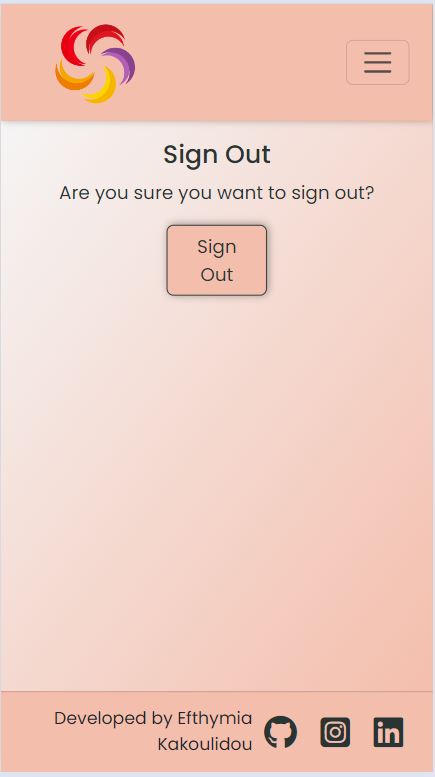 Sign Out
Are you sure you want to sign out?
Sign
Out
Developed by Efthymia
Kakoulidou